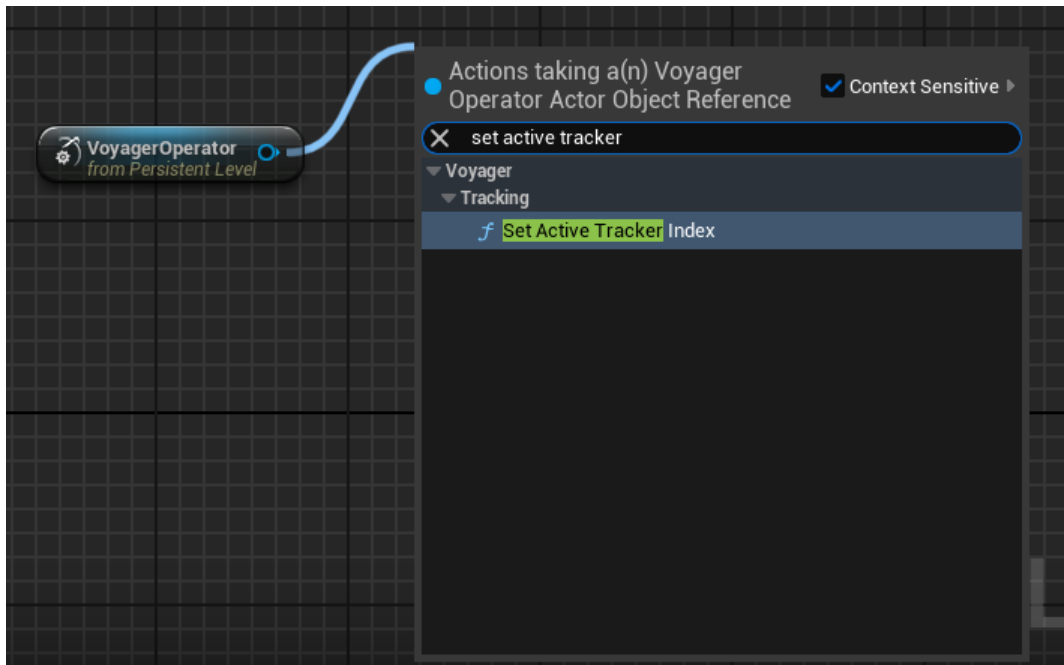 VoyagerOperator
from Persistent Level
Actions taking a(n) Voyager
Operator Actor Object Reference
Context Sensitive
set active tracker
Voyager
Tracking
f Set Active Tracker Index